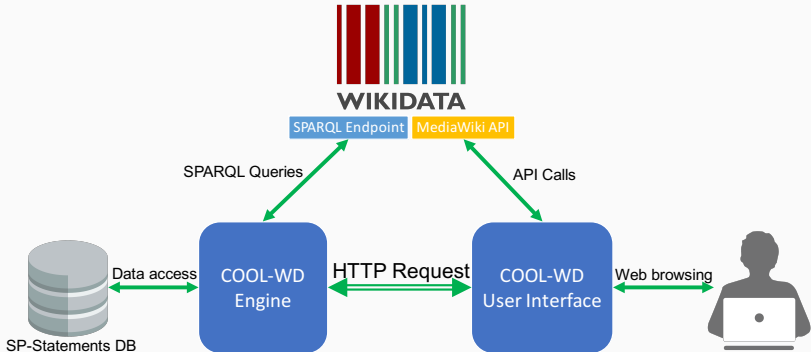 WIKIDATA
SPARQL Endpoint
MediaWiki API
SPARQL Queries
API Calls
Data access
COOL-WD
Engine
HTTP Request
COOL-WD
User Interface
Web browsing
SP-Statements DB